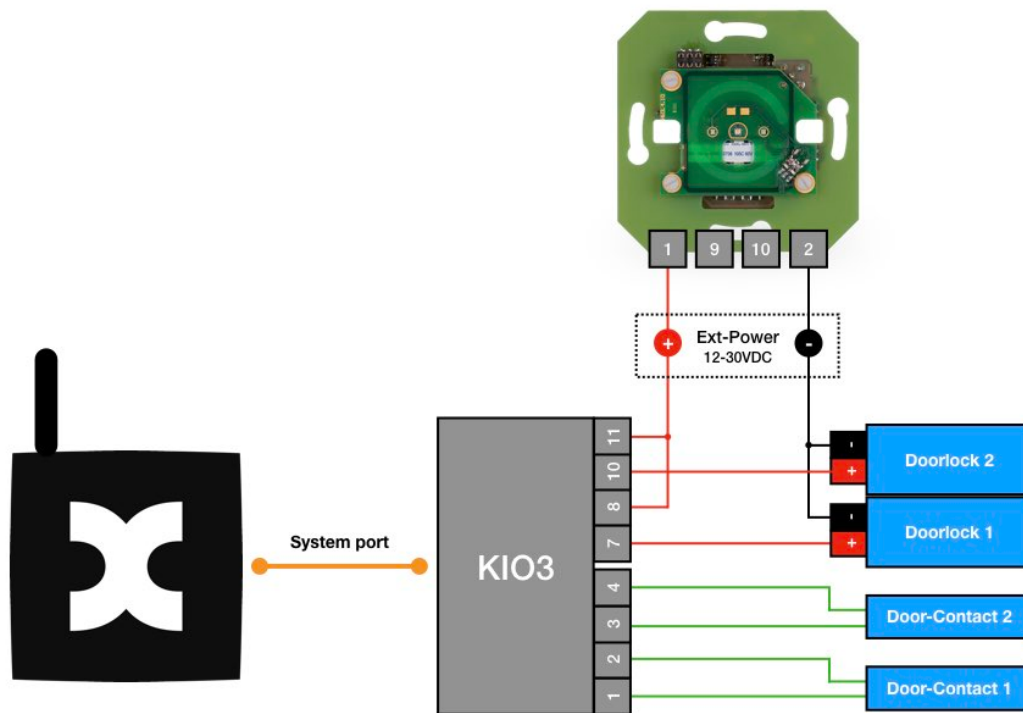 1
9
10
2
+
Ext-Power
12-30VDC
-
System port
KIO3
11
10
8
7
4
3
2
1
-
+
Doorlock 2
-
+
Doorlock 1
Door-Contact 2
Door-Contact 1